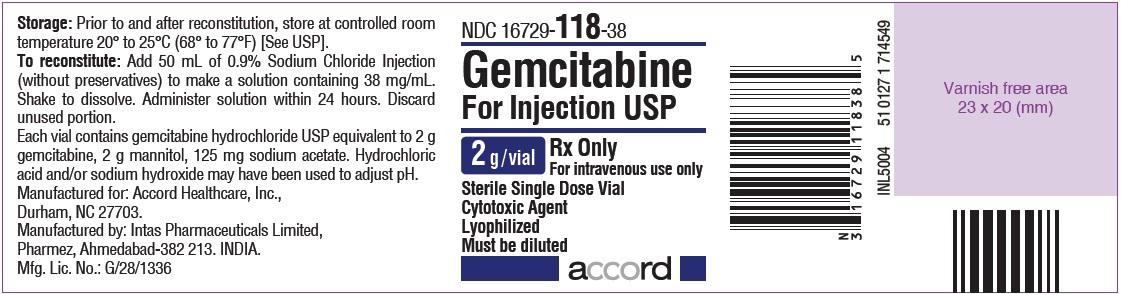 Storage: Prior to and after reconstitution, store at controlled room
temperature 20° to 25°C (68° to 77°F) [See USP].
To reconstitute: Add 50 mL of 0.9% Sodium Chloride Injection
(without preservatives) to make a solution containing 38 mg/mL.
Shake to dissolve. Administer solution within 24 hours. Discard
unused portion.
Each vial contains gemcitabine hydrochloride USP equivalent to 2 g
gemcitabine, 2 g mannitol, 125 mg sodium acetate. Hydrochloric
acid and/or sodium hydroxide may have been used to adjust pH.
Manufactured for: Accord Healthcare, Inc.,
Durham, NC 27703.
Manufactured by: Intas Pharmaceuticals Limited,
Pharmez, Ahmedabad-382 213. INDIA.
Mfg. Lic. No.: G/28/1336
NDC 16729-118-38
Gemcitabine
For Injection USP
2 g/vial
Rx Only
For intravenous use only
Sterile Single Dose Vial
Cytotoxic Agent
Lyophilized
Must be diluted
accord
N
3 16729 11838 5
INL5004 51 0127 1 714549
Varnish free area
23 x 20 (mm)